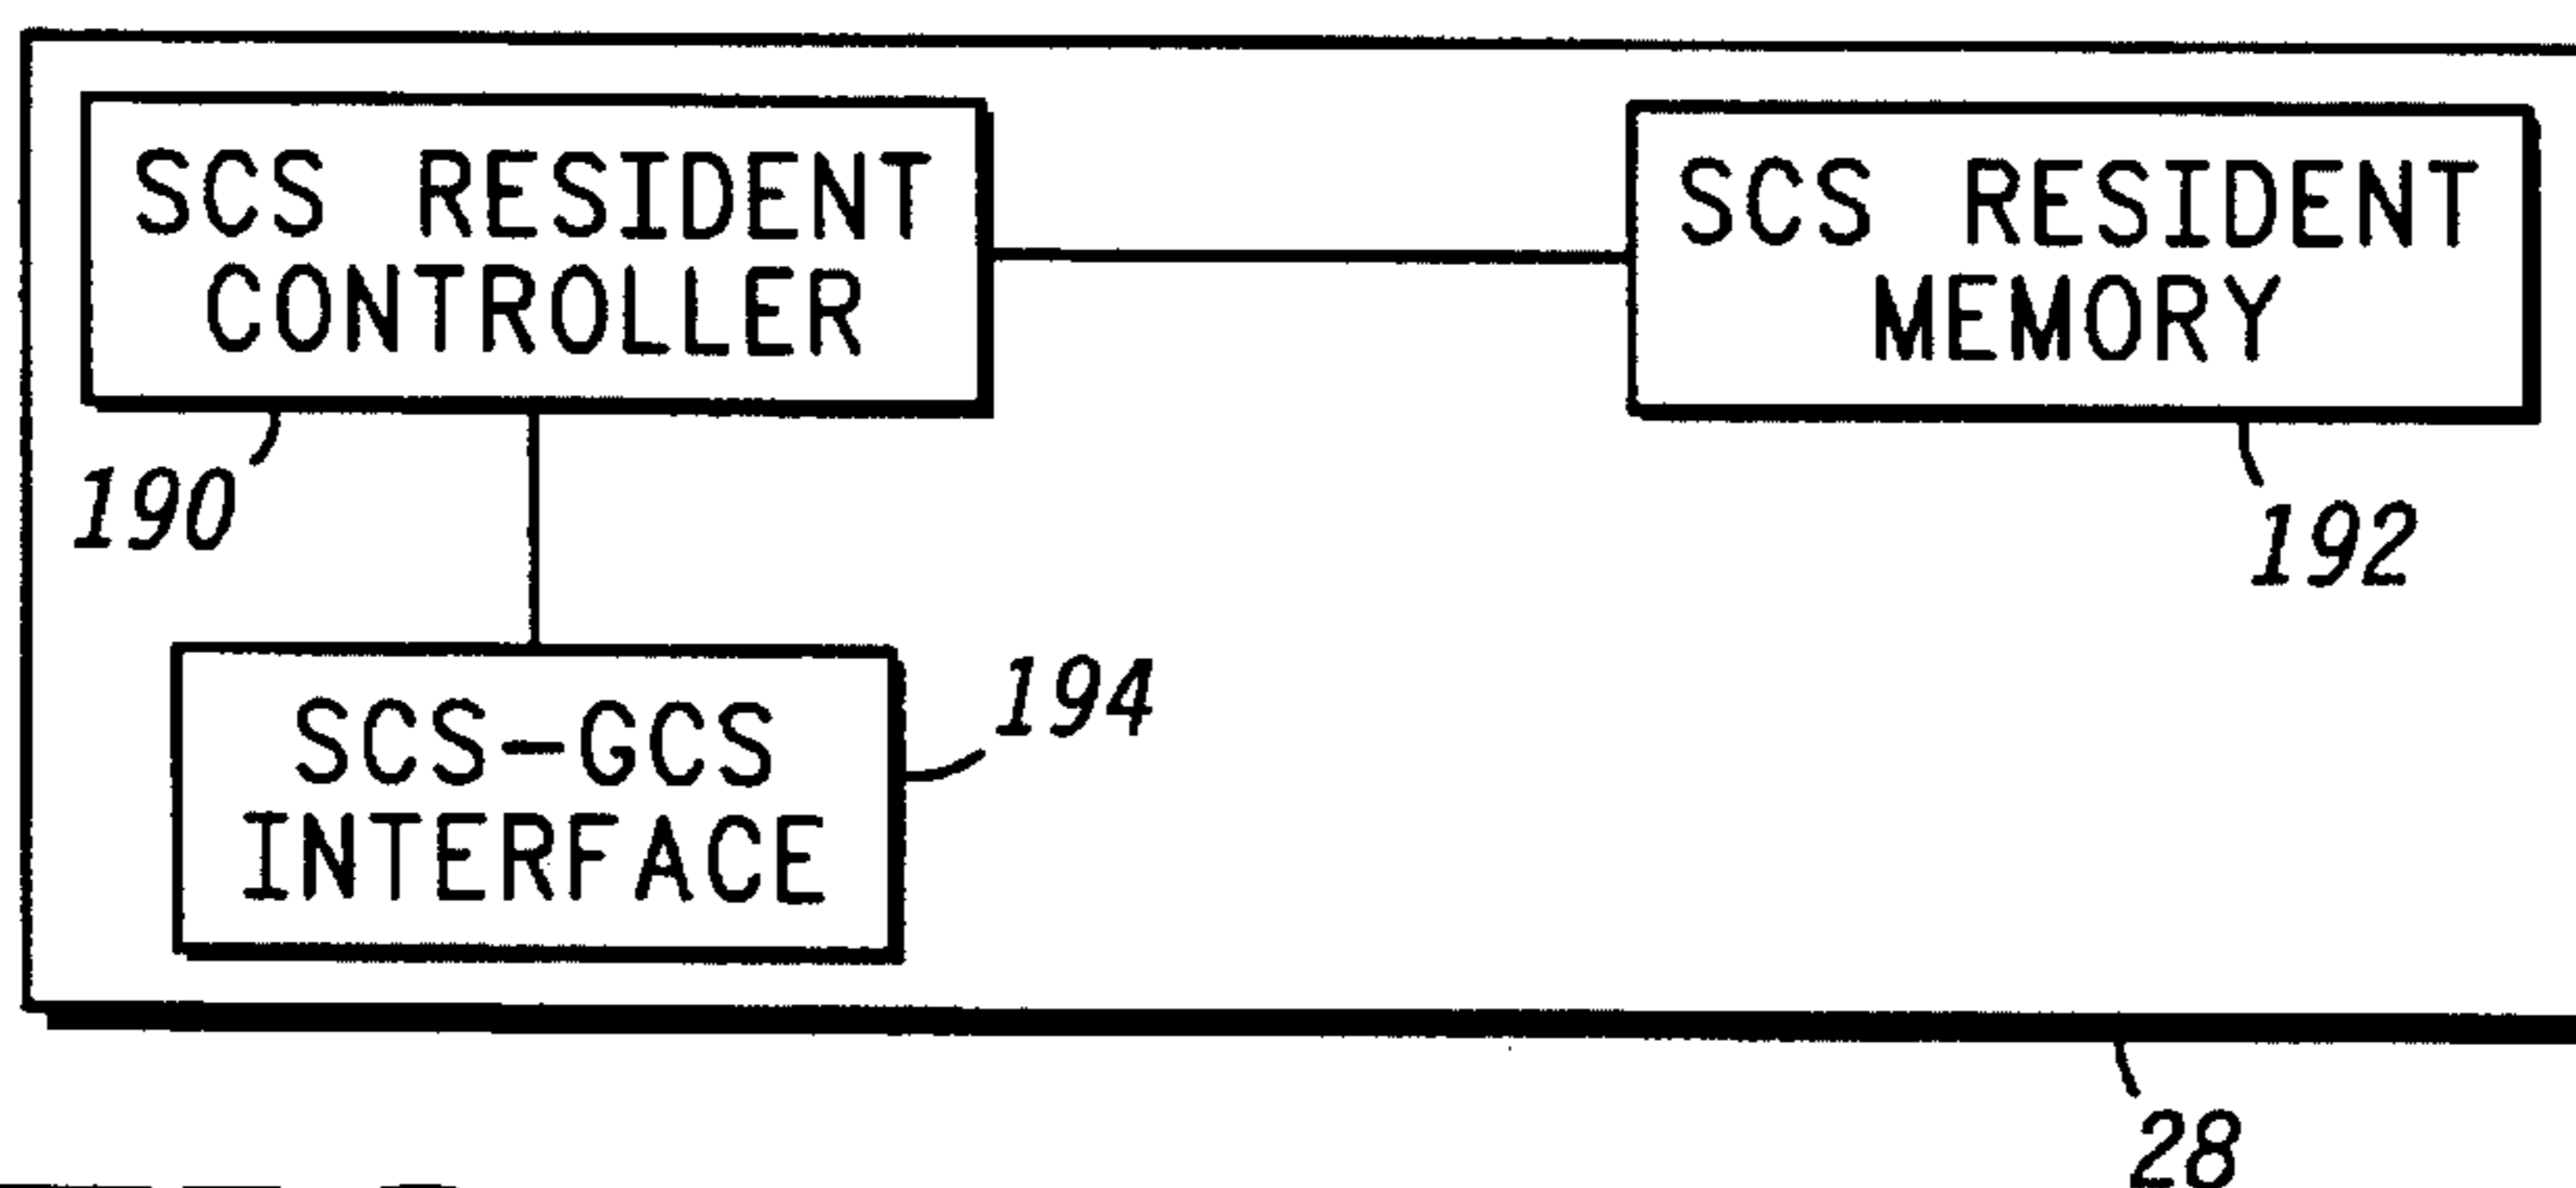 SCS RESIDENT
CONTROLLER
SCS RESIDENT
MEMORY
190
192
SCS-GCS
INTERFACE
194
28